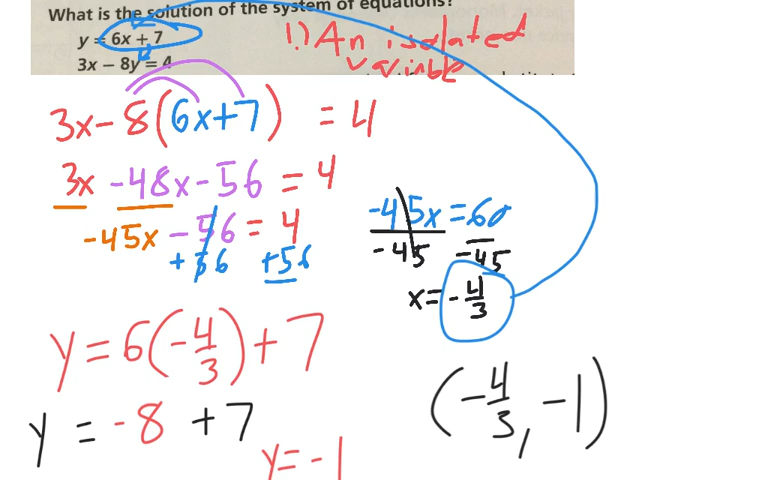 What is the solution of the system of equations?
y = 6x + 7
3x – 8y = 4
1.) An isolated
variable
3x - 8(6x+7) = 4
3x - 48x - 56 = 4
-45x - 56 = 4
+56 +56
-45x = 60
-45 -45
x = -4/3
y = 6(-4/3) + 7
y = -8 + 7
y = -1
(-4/3, -1)